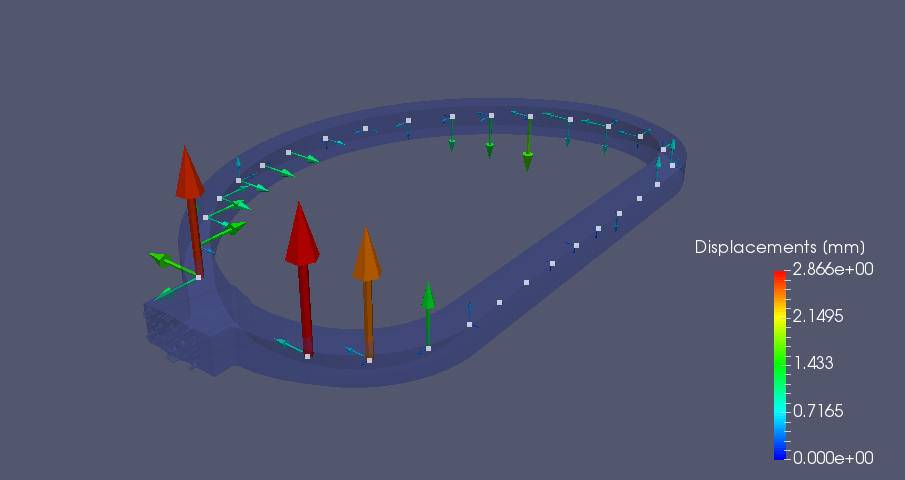 Displacements (mm)
2.866e+00
2.1495
1.433
0.7165
0.000e+00